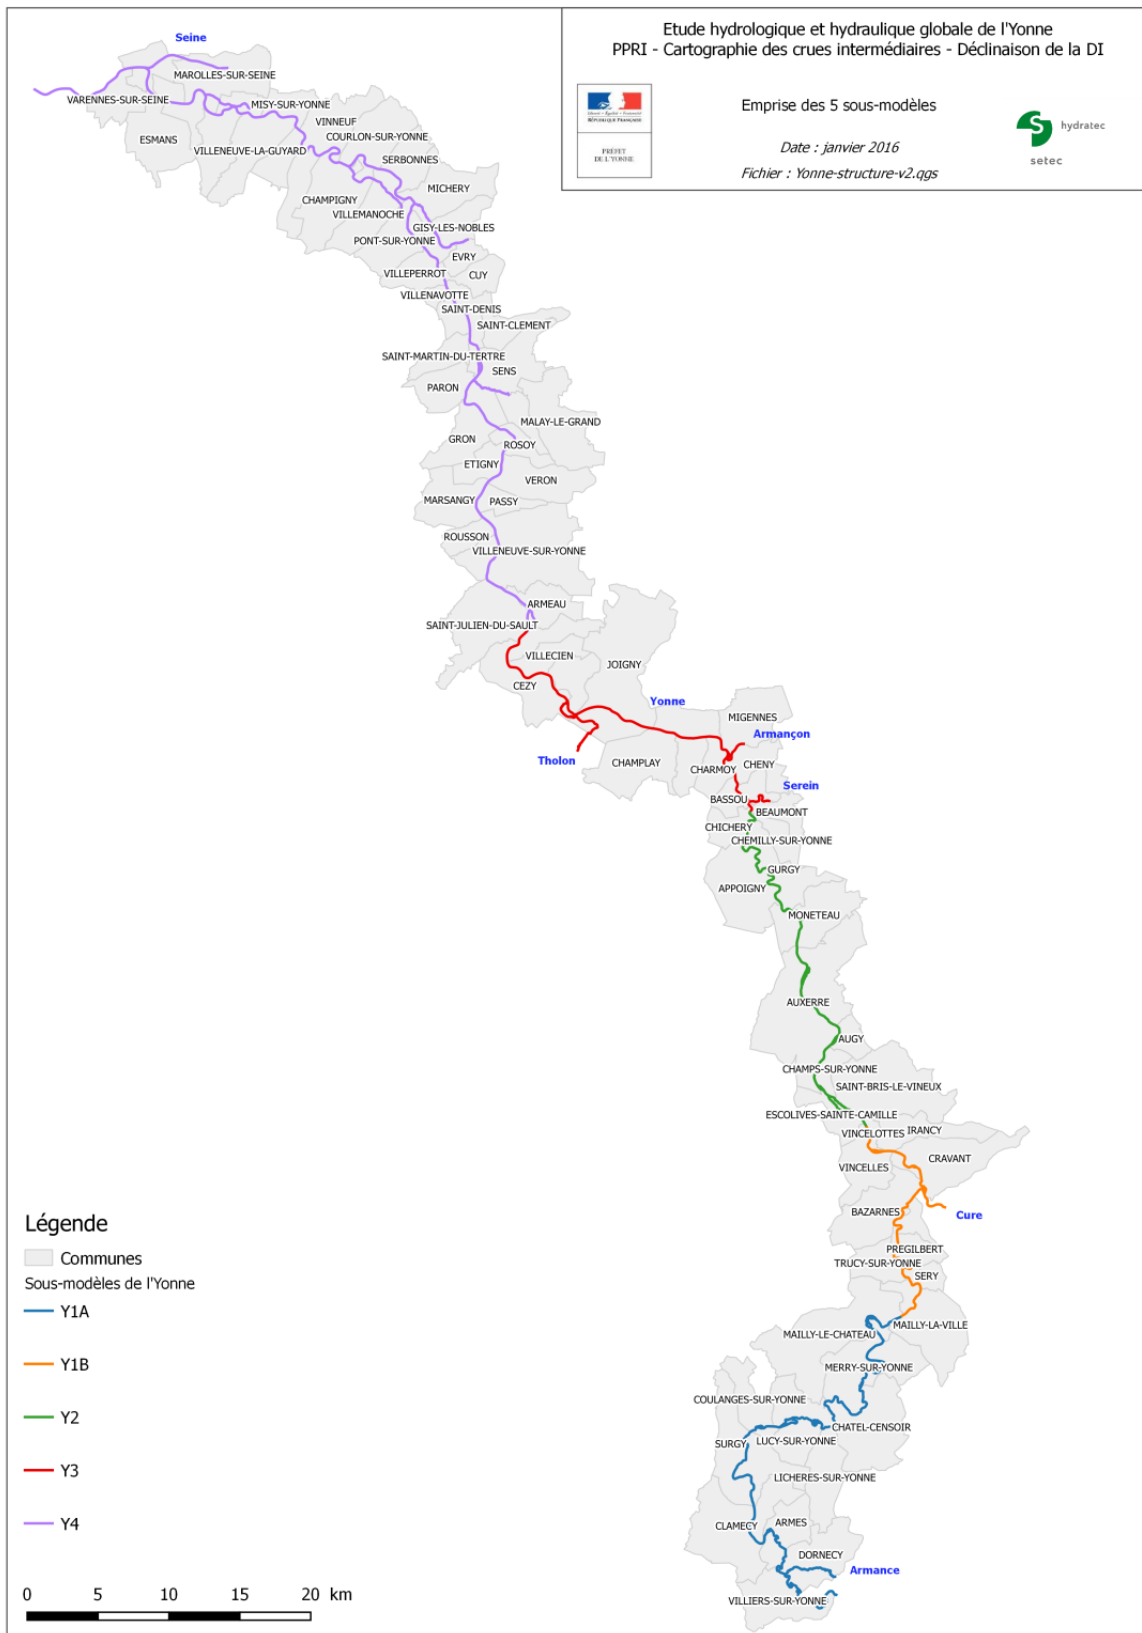 Etude hydrologique et hydraulique globale de l'Yonne
PPRI - Cartographie des crues intermédiaires - Déclinaison de la DI
Liberté • Égalité • Fraternité
RÉPUBLIQUE FRANÇAISE
PRÉFET
DE L'YONNE
Emprise des 5 sous-modèles
Date : janvier 2016
Fichier : Yonne-structure-v2.qgs
hydratec
setec
Seine
MAROLLES-SUR-SEINE
VARENNES-SUR-SEINE
MISY-SUR-YONNE
VINNEUF
ESMANS
COURLON-SUR-YONNE
VILLENEUVE-LA-GUYARD
SERBONNES
MICHERY
CHAMPIGNY
VILLEMANOCHE
GISY-LES-NOBLES
PONT-SUR-YONNE
EVRY
VILLEPERROT
CUY
VILLENAVOTTE
SAINT-DENIS
SAINT-CLEMENT
SAINT-MARTIN-DU-TERTRE
SENS
PARON
MALAY-LE-GRAND
GRON
ROSOY
ETIGNY
VERON
MARSANGY
PASSY
ROUSSON
VILLENEUVE-SUR-YONNE
ARMEAU
SAINT-JULIEN-DU-SAULT
VILLECIEN
JOIGNY
CEZY
Yonne
MIGENNES
Armançon
Tholon
CHAMPLAY
CHARMOY
CHENY
Serein
BASSOU
BEAUMONT
CHICHERY
CHEMILLY-SUR-YONNE
GURGY
APPOIGNY
MONETEAU
AUXERRE
AUGY
CHAMPS-SUR-YONNE
SAINT-BRIS-LE-VINEUX
ESCOLIVES-SAINTE-CAMILLE
VINCELOTTES
IRANCY
CRAVANT
VINCELLES
BAZARNES
Cure
PREGILBERT
TRUCY-SUR-YONNE
SERY
MAILLY-LA-VILLE
MAILLY-LE-CHATEAU
MERRY-SUR-YONNE
COULANGES-SUR-YONNE
CHATEL-CENSOIR
SURGY
LUCY-SUR-YONNE
LICHERES-SUR-YONNE
CLAMECY
ARMES
DORNECY
Armance
VILLIERS-SUR-YONNE
Légende
Communes
Sous-modèles de l'Yonne
Y1A
Y1B
Y2
Y3
Y4
0 5 10 15 20 km